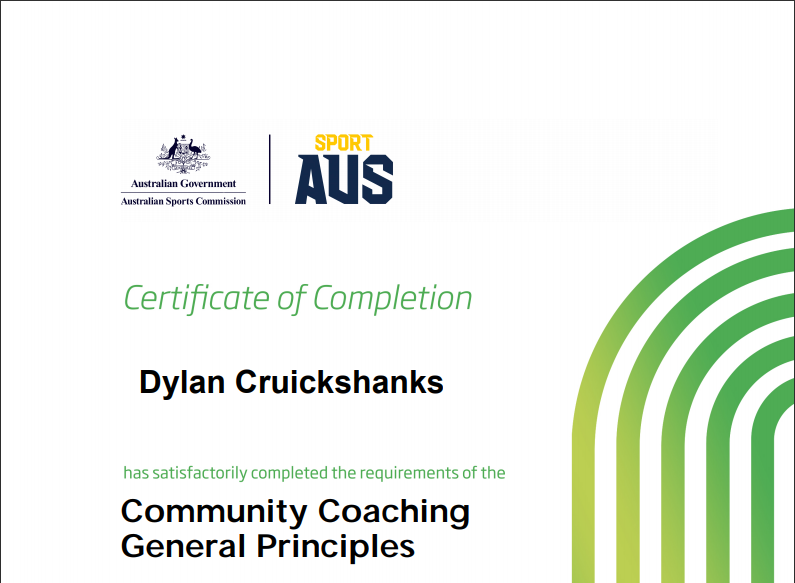 SPORT
AUS
Australian Government
Australian Sports Commission
Certificate of Completion
Dylan Cruickshanks
has satisfactorily completed the requirements of the
Community Coaching
General Principles